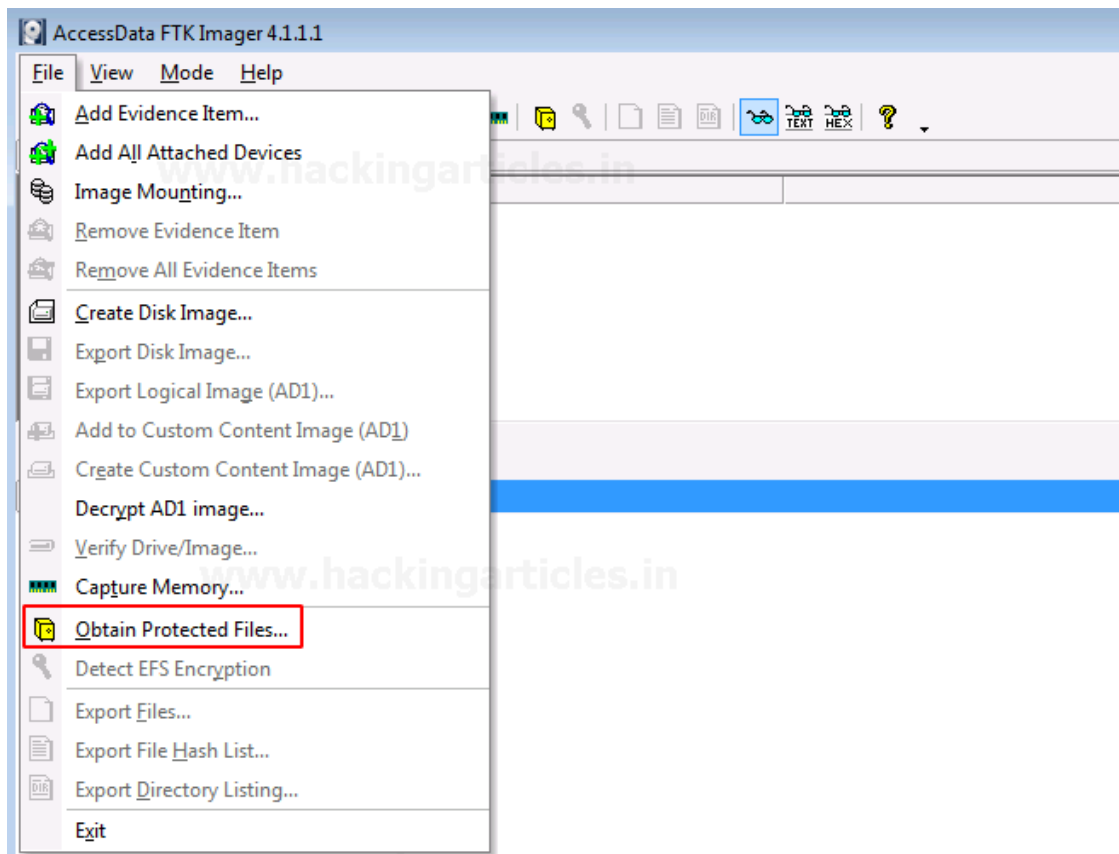 AccessData FTK Imager 4.1.1.1
File View Mode Help
Add Evidence Item...
TEXT HEX
DIR
Add All Attached Devices
www.hackingarticles.in
Image Mounting...
Remove Evidence Item
Remove All Evidence Items
Create Disk Image...
Export Disk Image...
Export Logical Image (AD1)...
Add to Custom Content Image (AD1)
Create Custom Content Image (AD1)...
Decrypt AD1 image...
Verify Drive/Image...
www.hackingarticles.in
Capture Memory...
Obtain Protected Files...
Detect EFS Encryption
Export Files...
Export File Hash List...
DIR
Export Directory Listing...
Exit